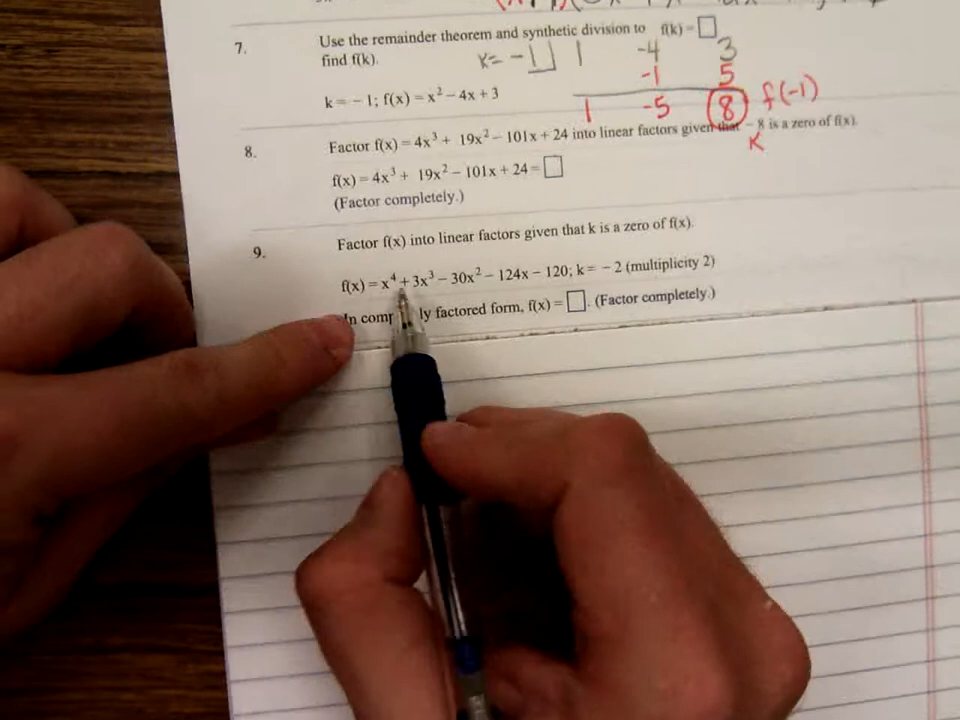 7. Use the remainder theorem and synthetic division to f(k) = □
find f(k).
k = -1⌋ 1 -4 3
-1 5
k = − 1; f(x) = x² − 4x + 3
1 -5 8 f(-1)
8. Factor f(x) = 4x³ + 19x² − 101x + 24 into linear factors given that − 8 is a zero of f(x).
K
f(x) = 4x³ + 19x² − 101x + 24 = □
(Factor completely.)
9. Factor f(x) into linear factors given that k is a zero of f(x).
f(x) = x⁴ + 3x³ − 30x² − 124x − 120; k = − 2 (multiplicity 2)
In comp ly factored form, f(x) = □. (Factor completely.)